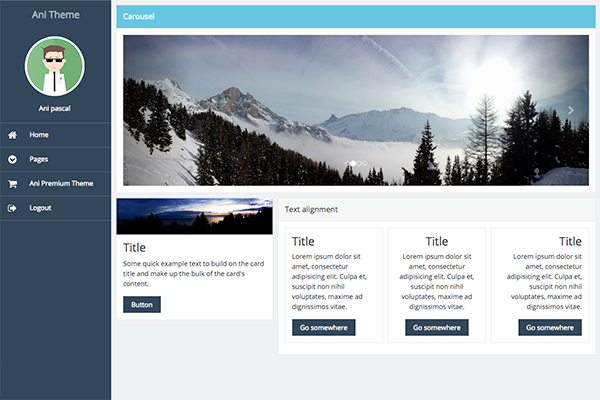 Ani Theme
Ani pascal
Home
Pages
Ani Premium Theme
Logout
Carousel
Title
Some quick example text to build on the card
title and make up the bulk of the card's
content.
Button
Text alignment
Title
Lorem ipsum dolor sit
amet, consectetur
adipisicing elit. Culpa et,
suscipit non nihil
voluptates, maxime ad
dignissimos vitae.
Go somewhere
Title
Lorem ipsum dolor sit
amet, consectetur
adipisicing elit. Culpa et,
suscipit non nihil
voluptates, maxime ad
dignissimos vitae.
Go somewhere
Title
Lorem ipsum dolor sit
amet, consectetur
adipisicing elit. Culpa et,
suscipit non nihil
voluptates, maxime ad
dignissimos vitae.
Go somewhere